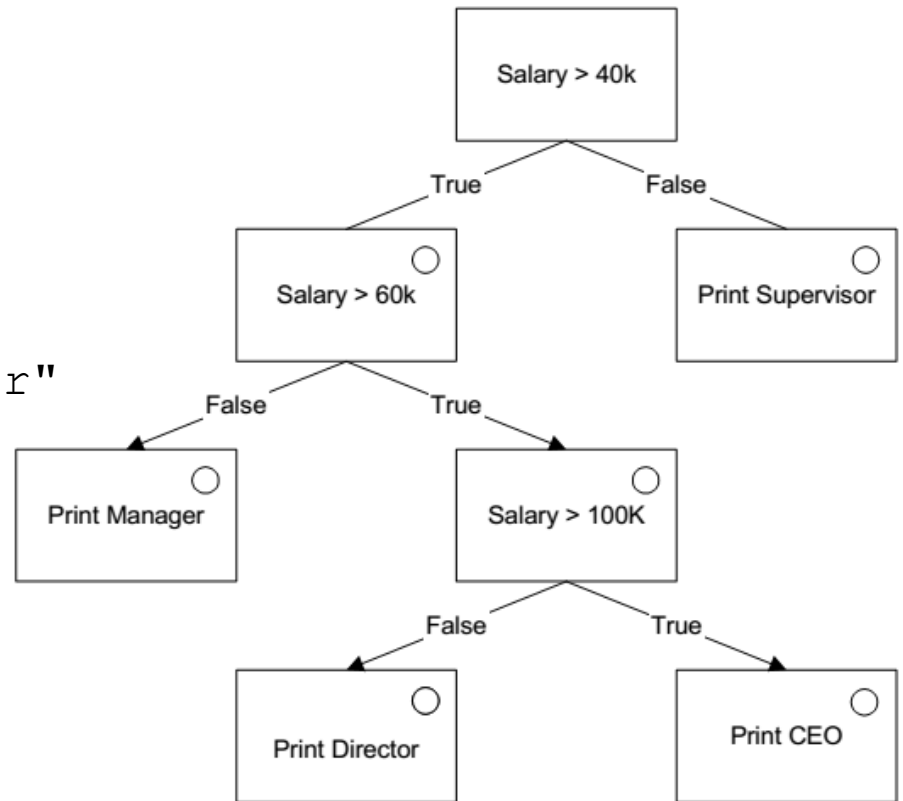 Salary > 40k
True
False
Salary > 60k
Print Supervisor
r"
False
True
Print Manager
Salary > 100K
False
True
Print Director
Print CEO